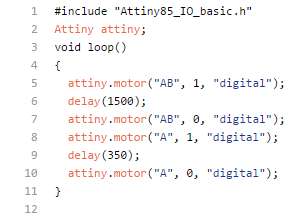 1 #include "Attiny85_IO_basic.h"
2 Attiny attiny;
3 void loop()
4 {
5 attiny.motor("AB", 1, "digital");
6 delay(1500);
7 attiny.motor("AB", 0, "digital");
8 attiny.motor("A", 1, "digital");
9 delay(350);
10 attiny.motor("A", 0, "digital");
11 }
12